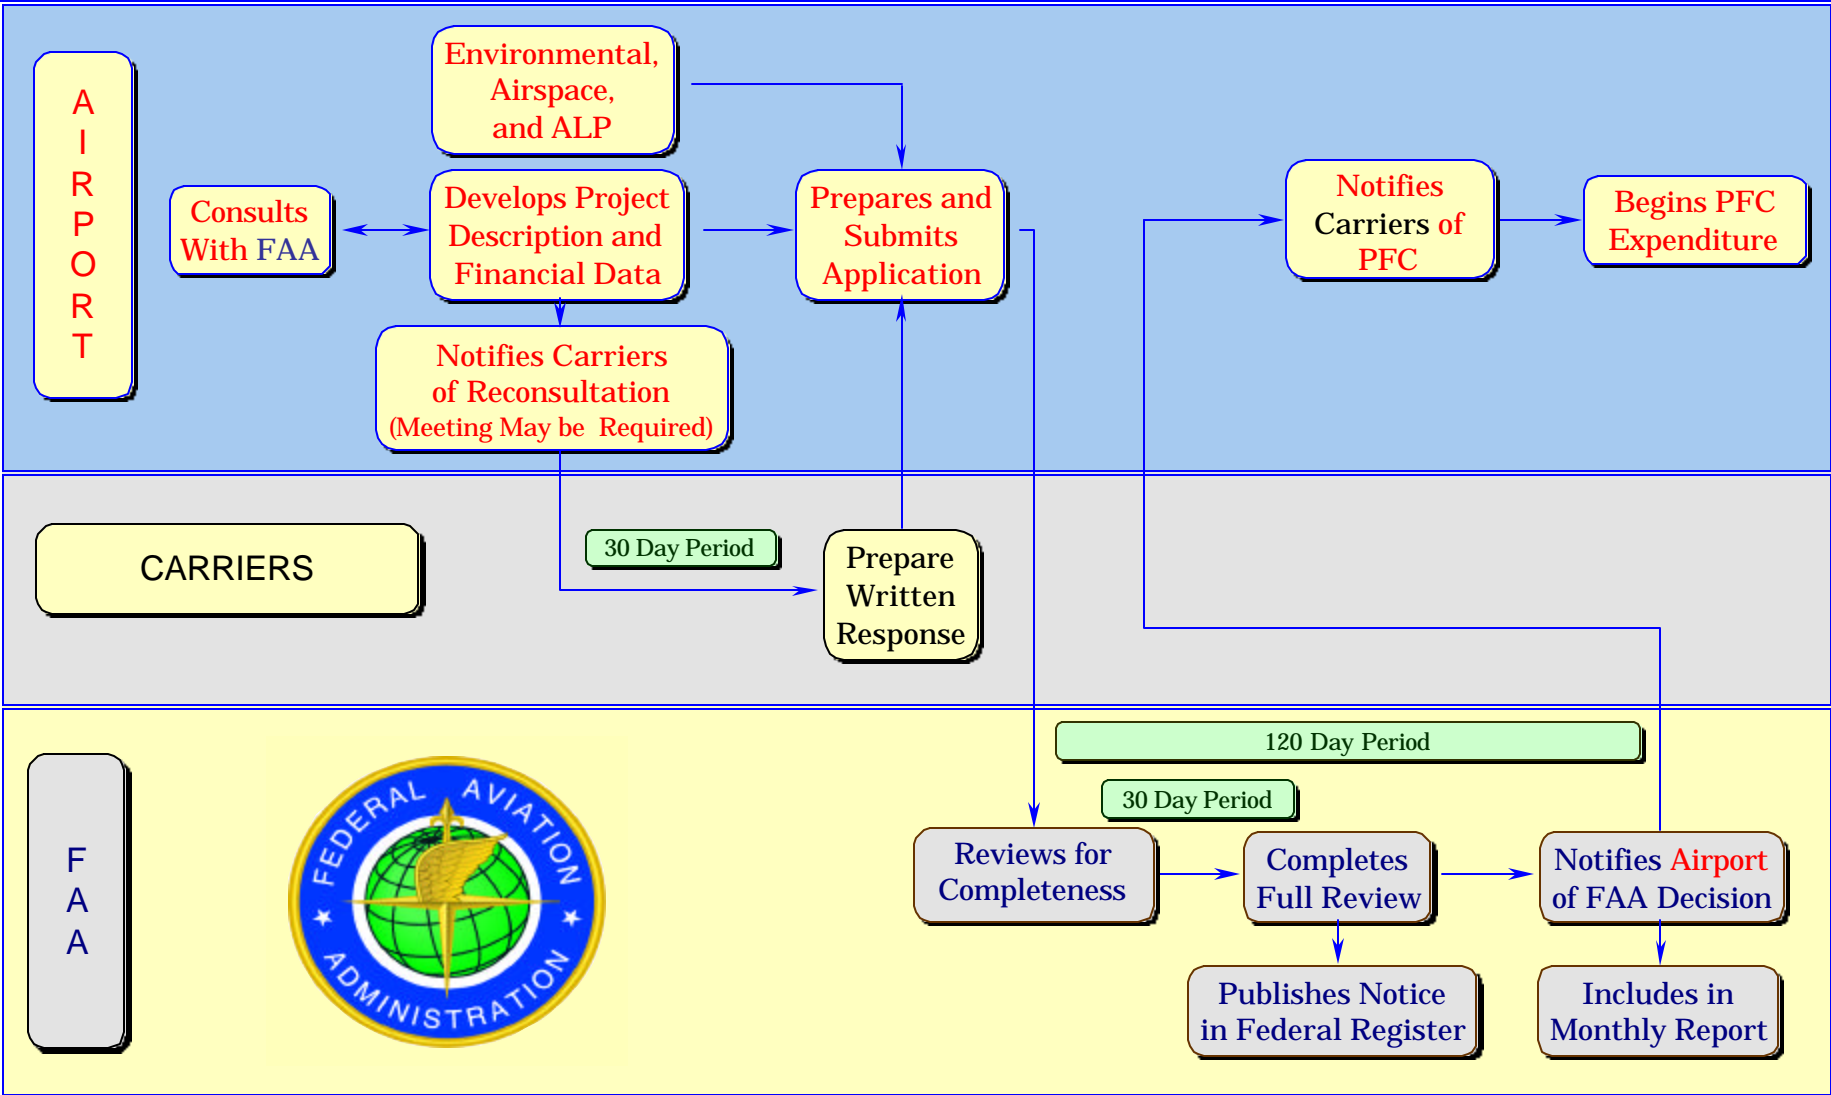 AIRPORT
Environmental,
Airspace,
and ALP
Consults
With FAA
Develops Project
Description and
Financial Data
Prepares and
Submits
Application
Notifies
Carriers of
PFC
Begins PFC
Expenditure
Notifies Carriers
of Reconsultation
(Meeting May be Required)
CARRIERS
30 Day Period
Prepare
Written
Response
FAA
FEDERAL AVIATION
ADMINISTRATION
120 Day Period
30 Day Period
Reviews for
Completeness
Completes
Full Review
Notifies Airport
of FAA Decision
Publishes Notice
in Federal Register
Includes in
Monthly Report